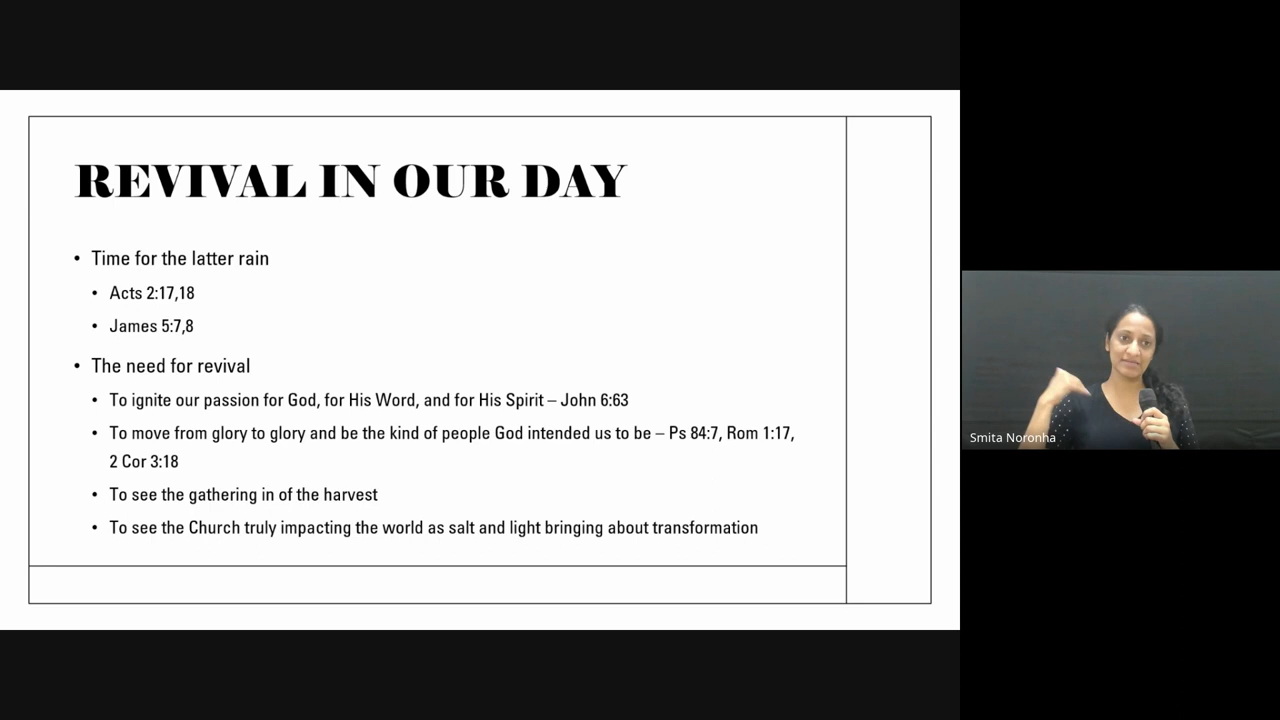 REVIVAL IN OUR DAY
• Time for the latter rain
• Acts 2:17,18
• James 5:7,8
• The need for revival
• To ignite our passion for God, for His Word, and for His Spirit – John 6:63
• To move from glory to glory and be the kind of people God intended us to be – Ps 84:7, Rom 1:17,
2 Cor 3:18
• To see the gathering in of the harvest
• To see the Church truly impacting the world as salt and light bringing about transformation
Smita Noronha